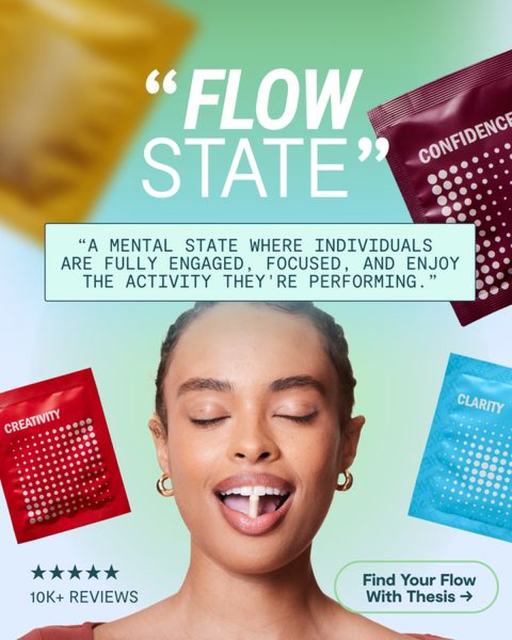 “FLOW
STATE”
CONFIDENCE
“A MENTAL STATE WHERE INDIVIDUALS
ARE FULLY ENGAGED, FOCUSED, AND ENJOY
THE ACTIVITY THEY'RE PERFORMING.”
CREATIVITY
CLARITY
★★★★★
10K+ REVIEWS
Find Your Flow
With Thesis →